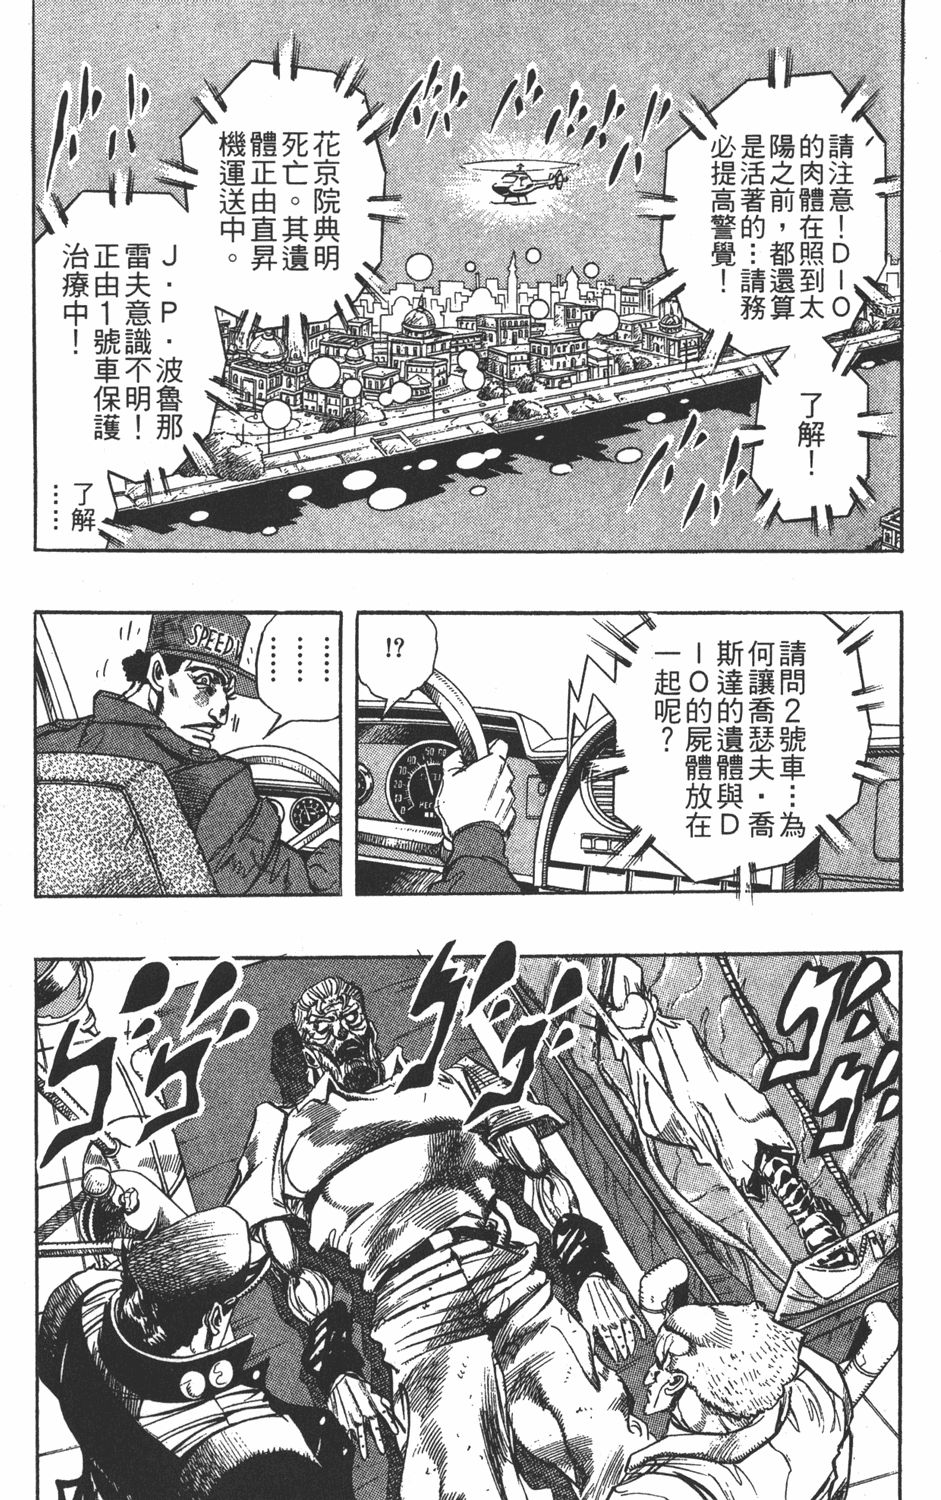 請注意！DIO
的肉體在照到太
陽之前，都還算
是活著的…請務
必提高警覺！
了解！
花京院典明
死亡。其遺
體正由直昇
機運送中。
J・P・波魯那
雷夫意識不明！
正由1號車保護
治療中！
了解
……
請問2號車…為
何讓喬瑟夫・喬
斯達的遺體與D
IO的屍體放在
一起呢？
!?
………
………
SPEED